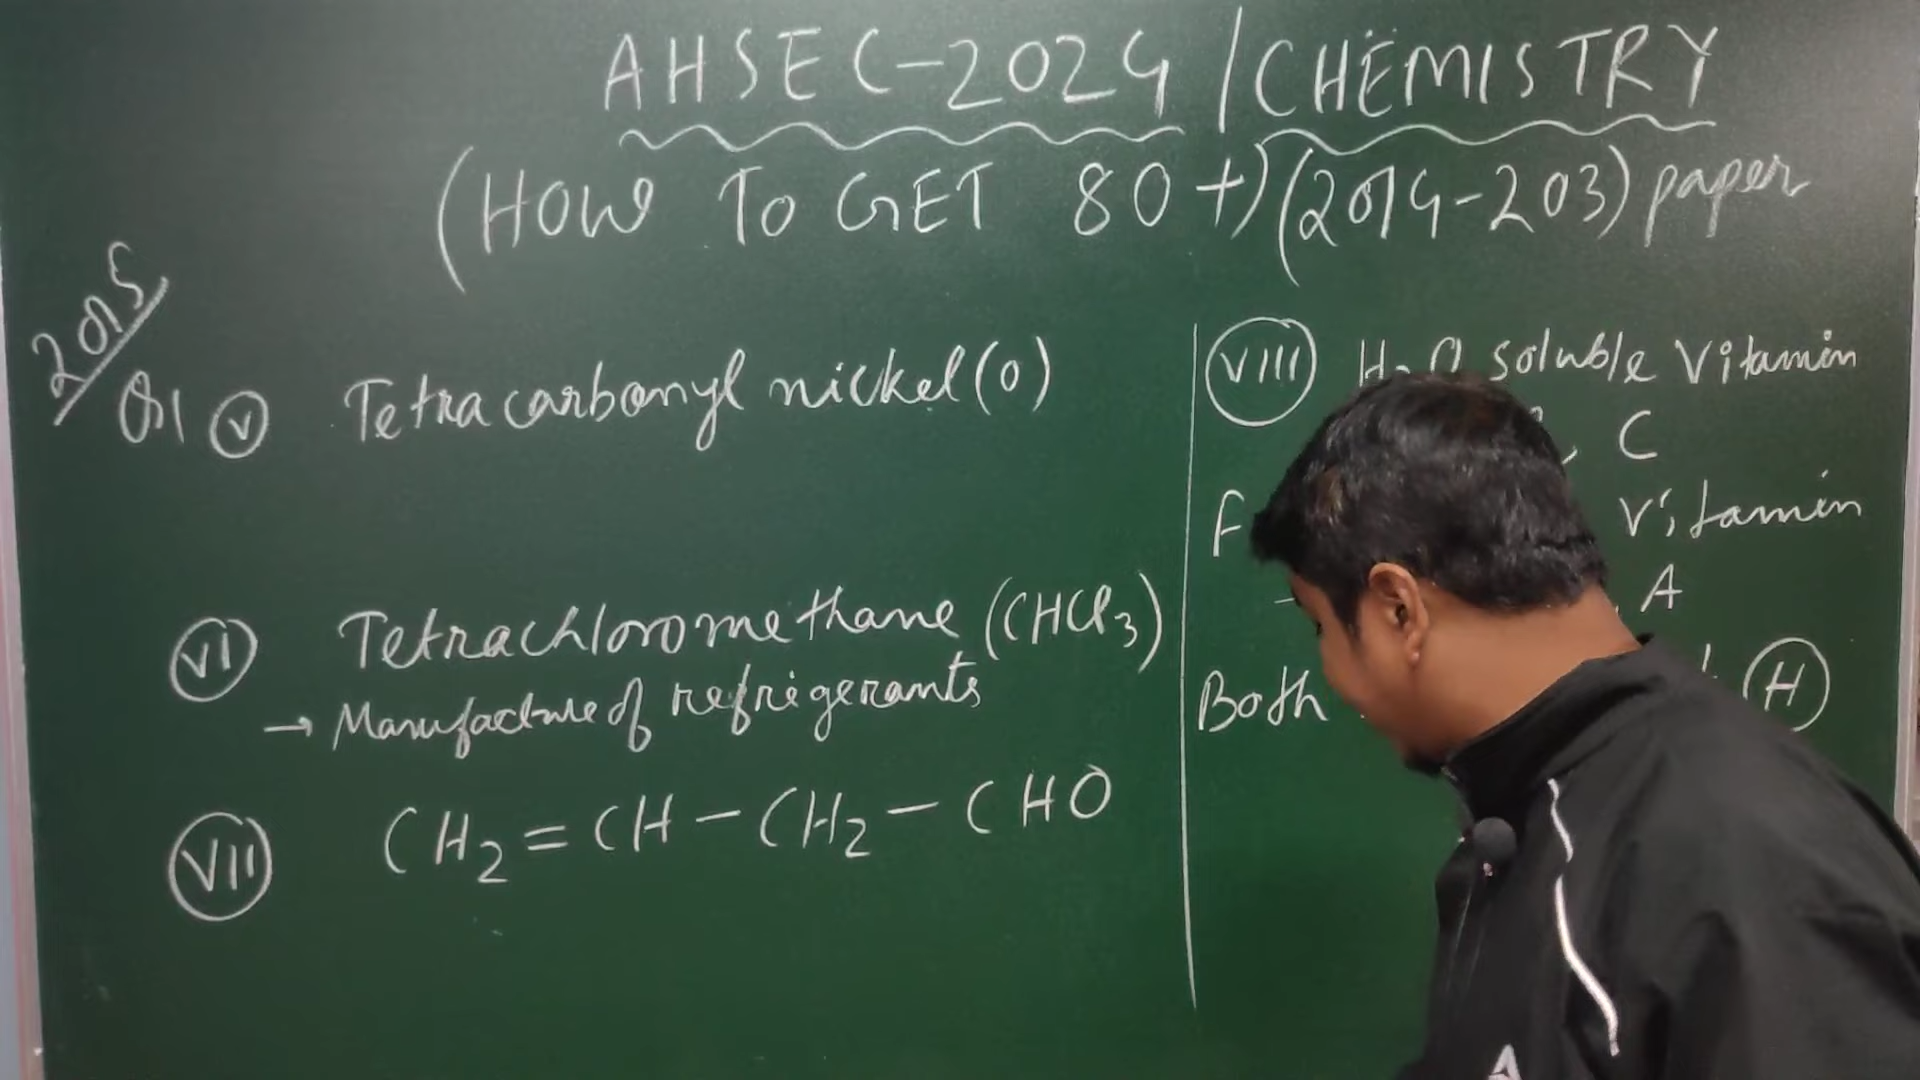 AHSEC-2024/CHEMISTRY
(HOW TO GET 80+)(2014-203) paper
2015
Q1 (V) Tetracarbonyl nickel (0)
(VI) Tetrachloromethane (CHCl3)
→ Manufacture of refrigerants
(VII) CH2=CH-CH2-CHO
(VIII) H2O soluble Vitamin
, C
F Vitamin
, A
Both (H)